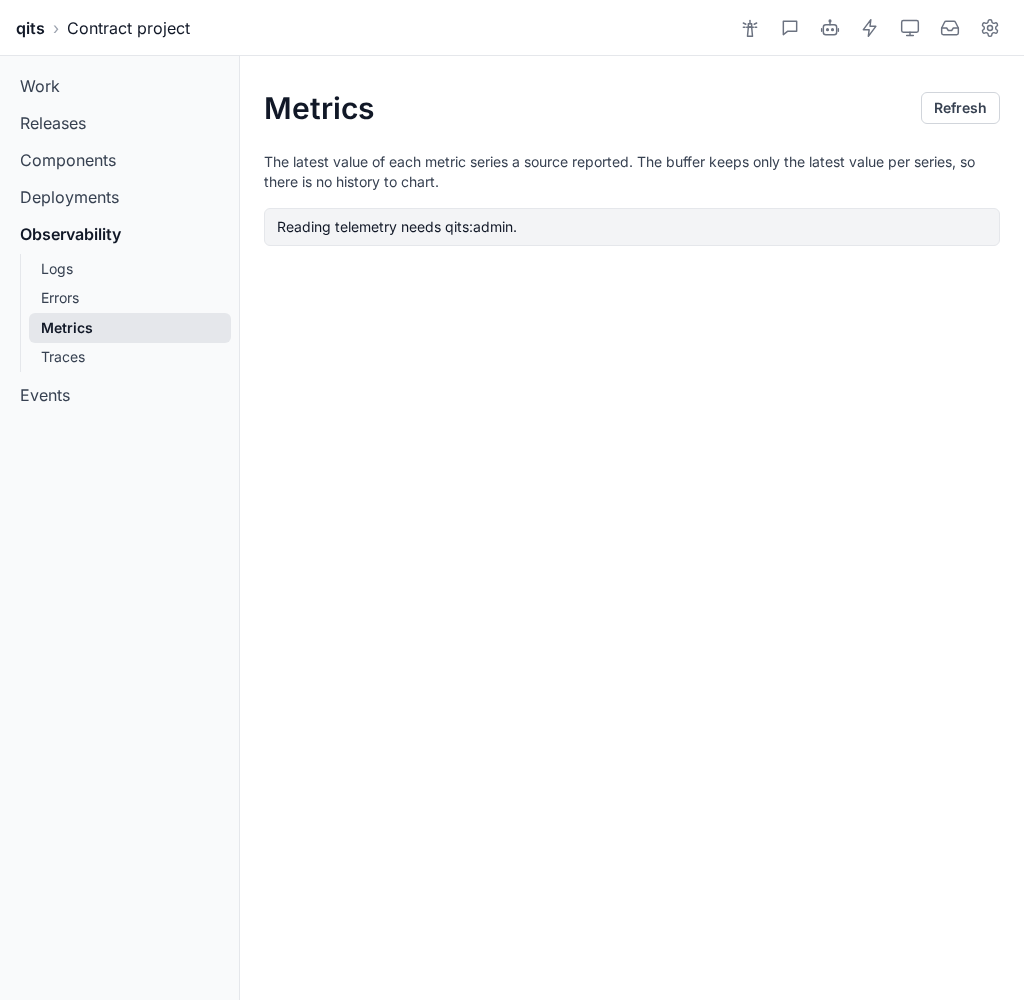 qits › Contract project
Work
Releases
Components
Deployments
Observability
Logs
Errors
Metrics
Traces
Events
Metrics
Refresh
The latest value of each metric series a source reported. The buffer keeps only the latest value per series, so
there is no history to chart.
Reading telemetry needs qits:admin.